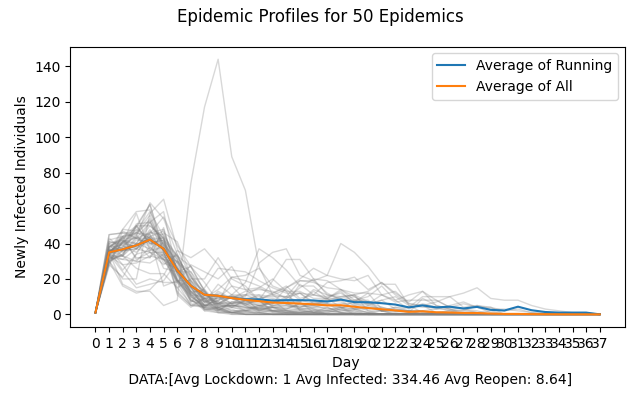 Epidemic Profiles for 50 Epidemics
Average of Running
Average of All
Newly Infected Individuals
140
120
100
80
60
40
20
0
0 1 2 3 4 5 6 7 8 9 10 11 12 13 14 15 16 17 18 19 20 21 22 23 24 25 26 27 28 29 30 31 32 33 34 35 36 37
Day
DATA:[Avg Lockdown: 1 Avg Infected: 334.46 Avg Reopen: 8.64]